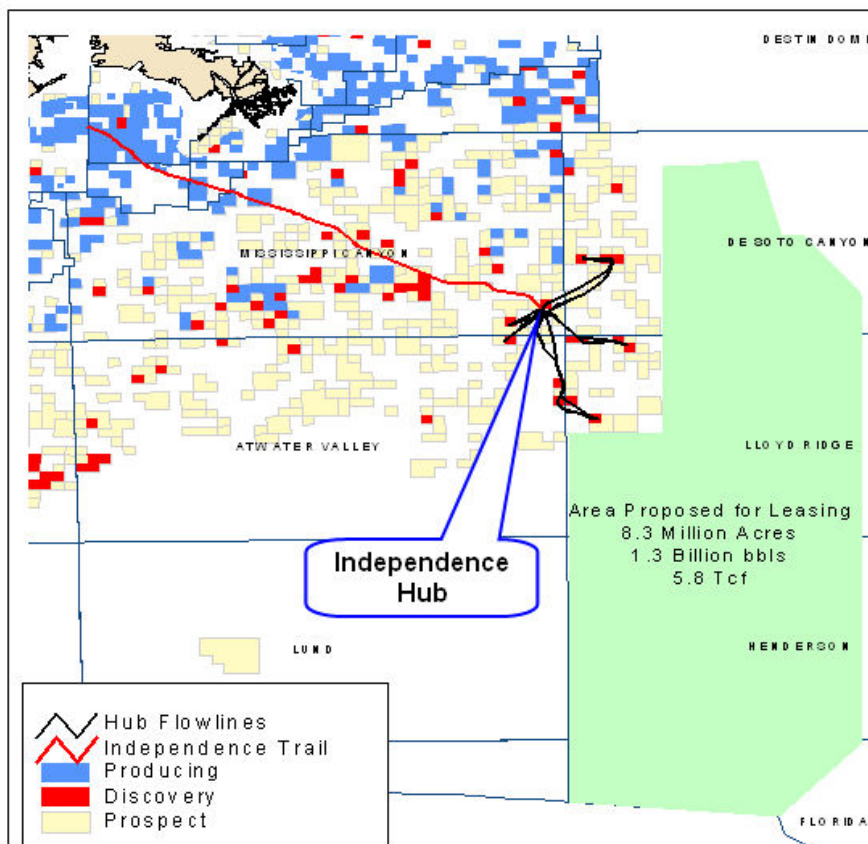 DESTIN DOM
DESOTO CANYON
MISSISSIPPI CANYON
ATWATER VALLEY
LLOYD RIDGE
Area Proposed for Leasing
8.3 Million Acres
1.3 Billion bbls
5.8 Tcf
Independence
Hub
LUND
HENDERSON
Hub Flowlines
Independence Trail
Producing
Discovery
Prospect
FLORIDA